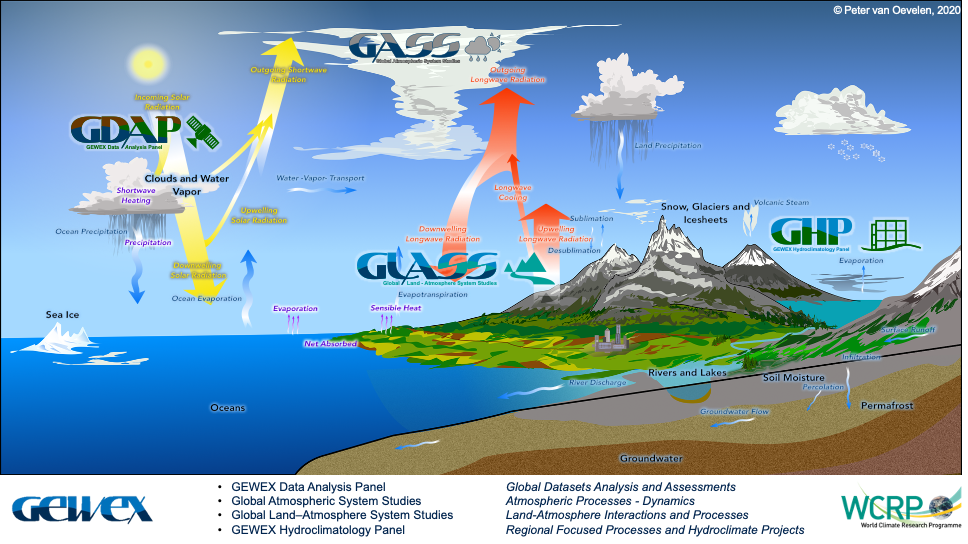 © Peter van Oevelen, 2020
GASS
Global Atmospheric System Studies
Outgoing Shortwave
Radiation
Outgoing
Longwave Radiation
Incoming Solar
Radiation
GDAP
GEWEX Data / Analysis Panel
Land Precipitation
Clouds and Water
Vapor
Water -Vapor- Transport
Shortwave
Heating
Longwave
Cooling
Volcanic Steam
Snow, Glaciers and
Icesheets
Upwelling
Solar Radiation
Sublimation
Ocean Precipitation
Precipitation
Downwelling
Longwave Radiation
Upwelling
Longwave Radiation
Desublimation
GHP
GEWEX Hydroclimatology Panel
Evaporation
Downwelling
Solar Radiation
GLASS
Global / Land - Atmosphere System Studies
Evapotranspiration
Ocean Evaporation
Evaporation
Sensible Heat
Sea Ice
Net Absorbed
Surface Runoff
Infiltration
Rivers and Lakes
Soil Moisture
River Discharge
Percolation
Oceans
Groundwater Flow
Permafrost
Groundwater
GEWEX
• GEWEX Data Analysis Panel
• Global Atmospheric System Studies
• Global Land–Atmosphere System Studies
• GEWEX Hydroclimatology Panel
Global Datasets Analysis and Assessments
Atmospheric Processes - Dynamics
Land-Atmosphere Interactions and Processes
Regional Focused Processes and Hydroclimate Projects
WCRP
World Climate Research Programme